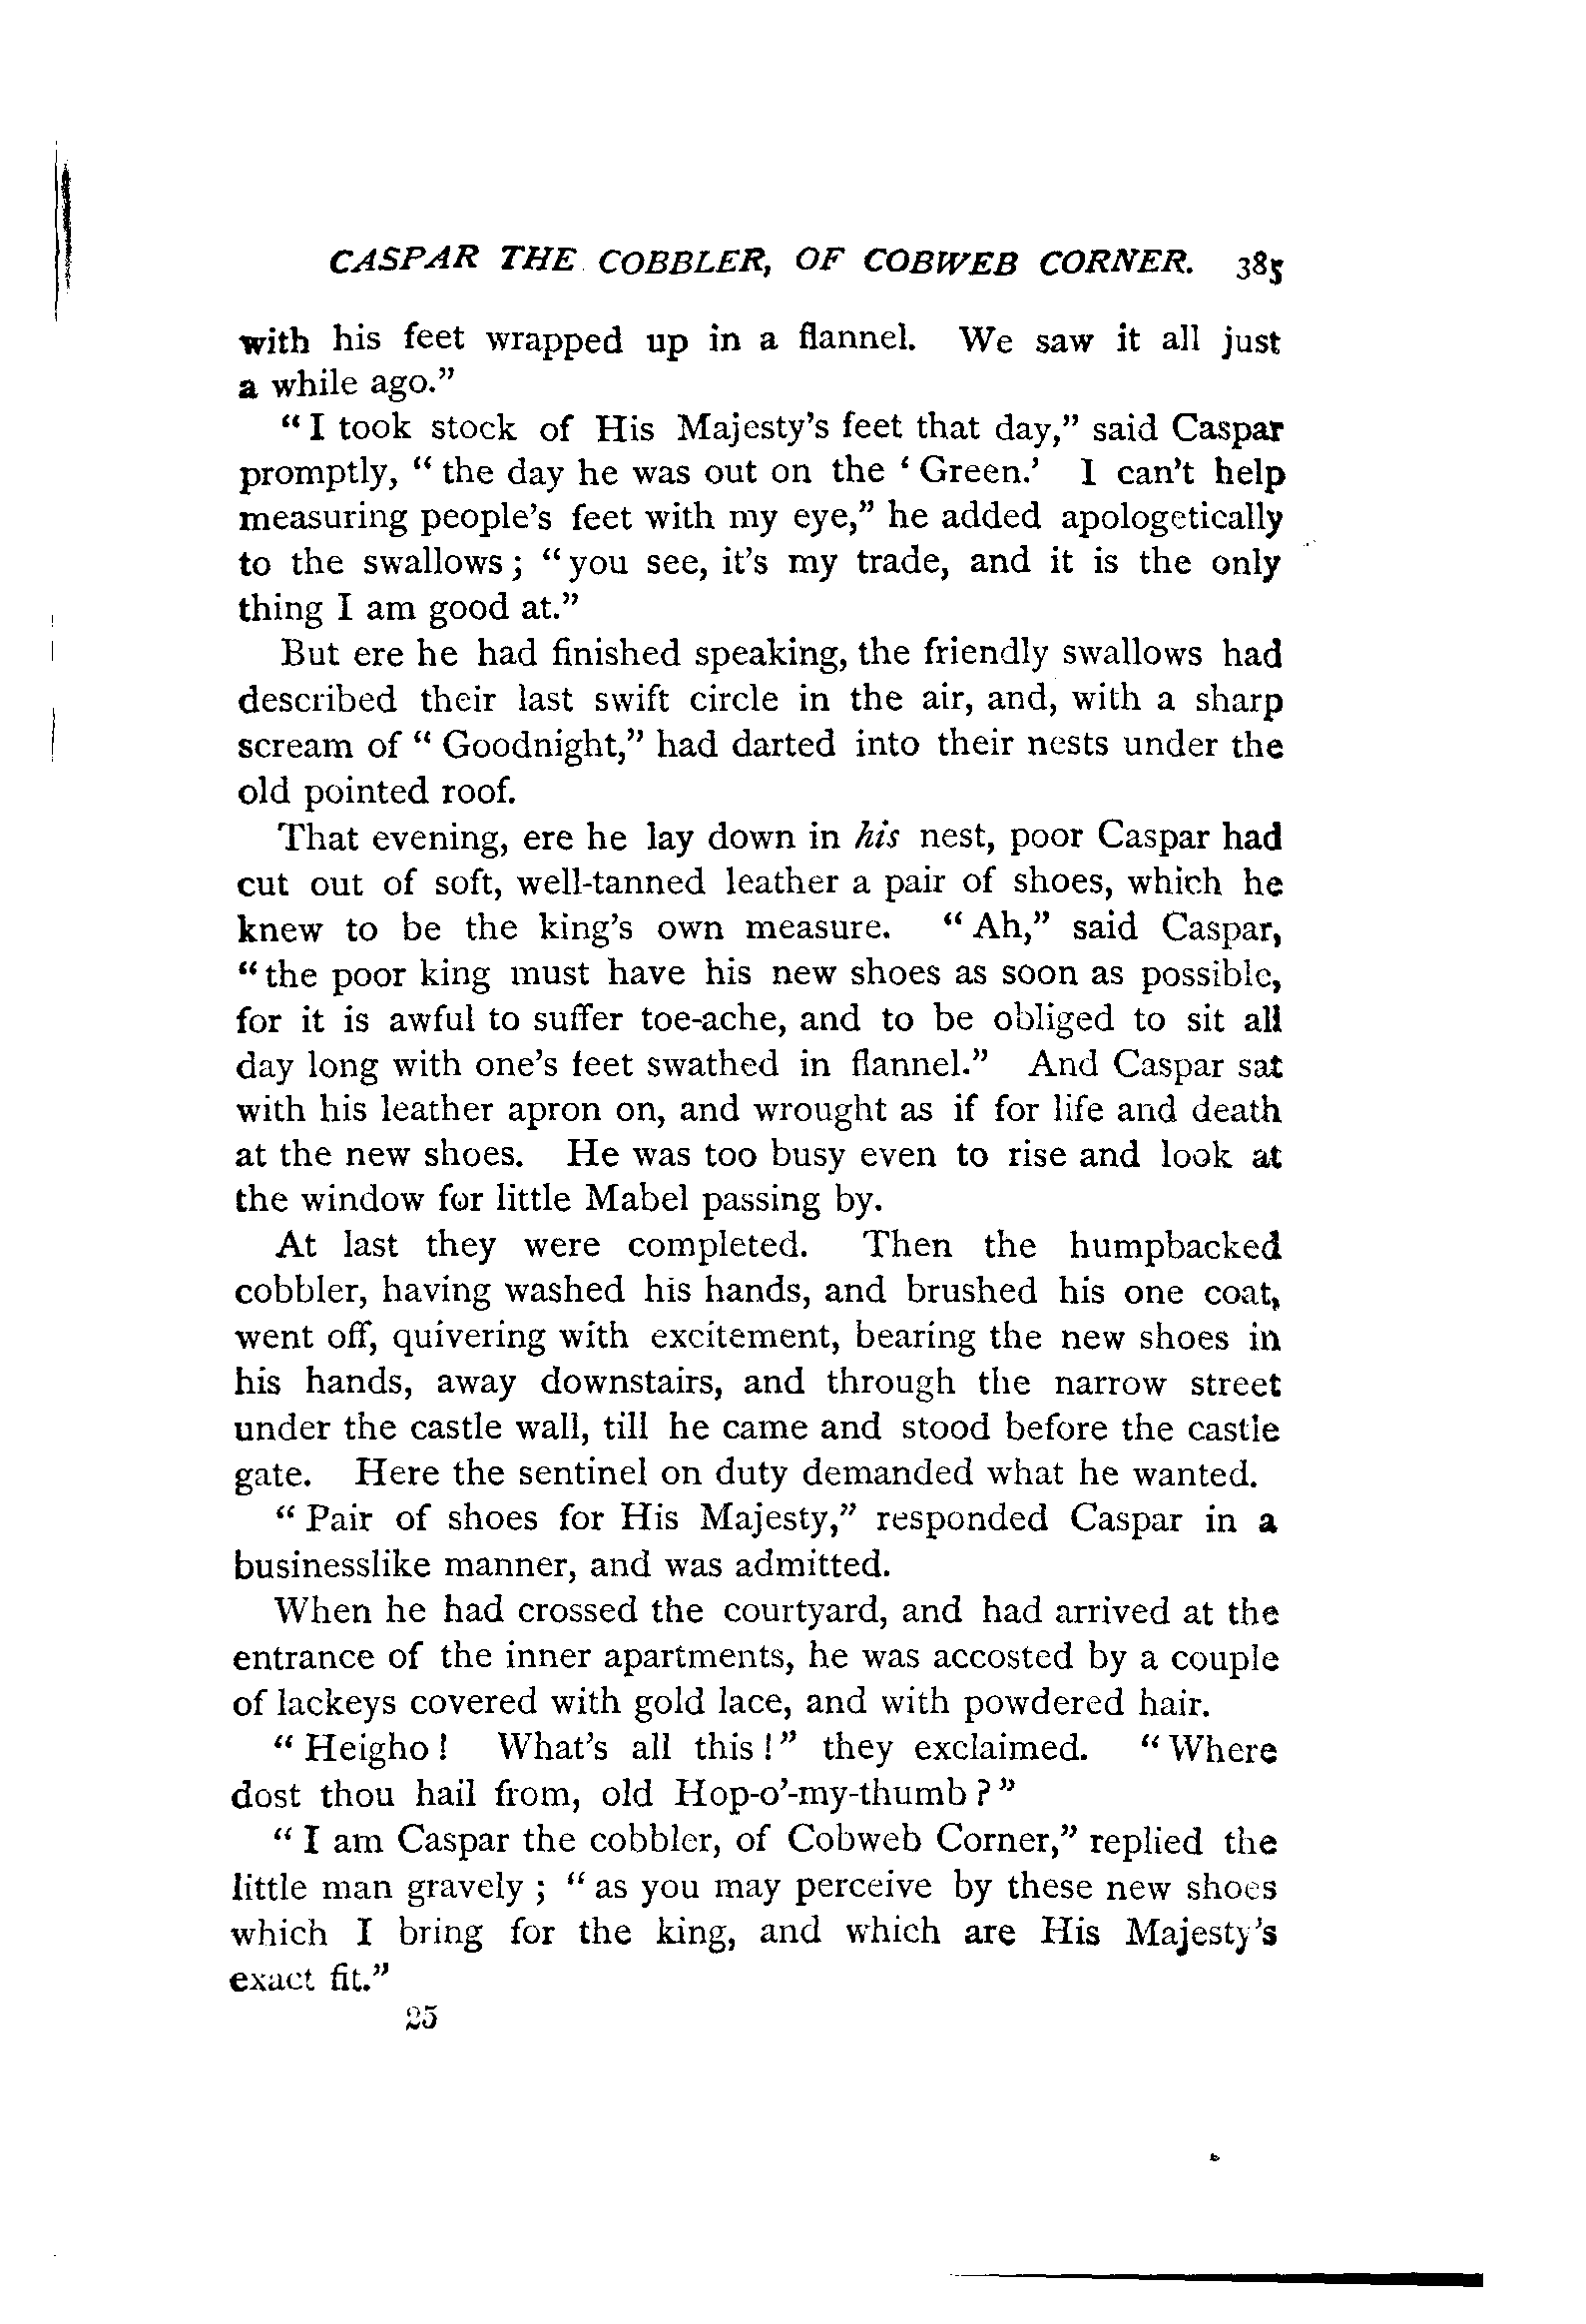 CASPAR THE COBBLER, OF COBWEB CORNER. 385
with his feet wrapped up in a flannel. We saw it all just
a while ago.”
“I took stock of His Majesty’s feet that day,” said Caspar
promptly, “the day he was out on the ‘Green.’ I can’t help
measuring people’s feet with my eye,” he added apologetically
to the swallows; “you see, it’s my trade, and it is the only
thing I am good at.”
But ere he had finished speaking, the friendly swallows had
described their last swift circle in the air, and, with a sharp
scream of “Goodnight,” had darted into their nests under the
old pointed roof.
That evening, ere he lay down in his nest, poor Caspar had
cut out of soft, well-tanned leather a pair of shoes, which he
knew to be the king’s own measure. “Ah,” said Caspar,
“the poor king must have his new shoes as soon as possible,
for it is awful to suffer toe-ache, and to be obliged to sit all
day long with one’s feet swathed in flannel.” And Caspar sat
with his leather apron on, and wrought as if for life and death
at the new shoes. He was too busy even to rise and look at
the window for little Mabel passing by.
At last they were completed. Then the humpbacked
cobbler, having washed his hands, and brushed his one coat,
went off, quivering with excitement, bearing the new shoes in
his hands, away downstairs, and through the narrow street
under the castle wall, till he came and stood before the castle
gate. Here the sentinel on duty demanded what he wanted.
“Pair of shoes for His Majesty,” responded Caspar in a
businesslike manner, and was admitted.
When he had crossed the courtyard, and had arrived at the
entrance of the inner apartments, he was accosted by a couple
of lackeys covered with gold lace, and with powdered hair.
“Heigho! What’s all this!” they exclaimed. “Where
dost thou hail from, old Hop-o’-my-thumb?”
“I am Caspar the cobbler, of Cobweb Corner,” replied the
little man gravely; “as you may perceive by these new shoes
which I bring for the king, and which are His Majesty’s
exact fit.”
25